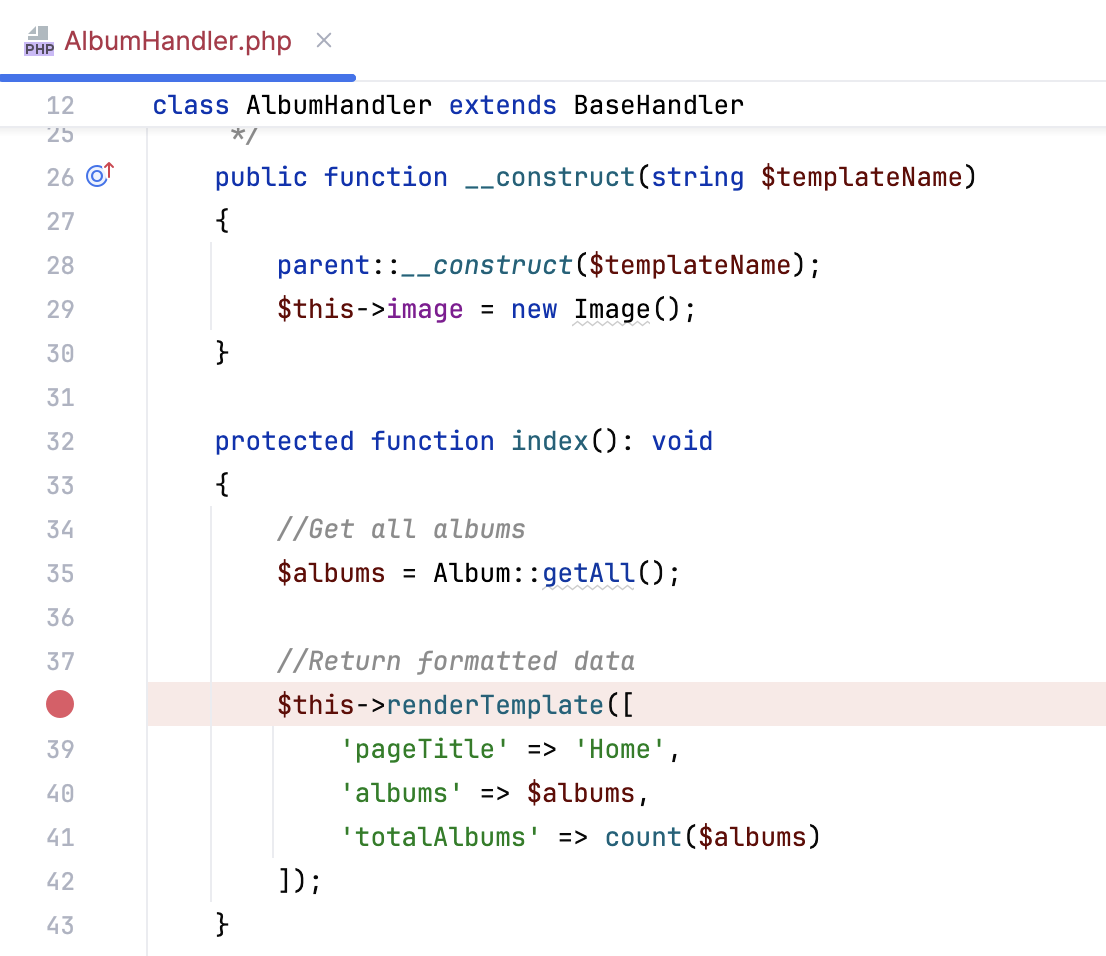 PHP AlbumHandler.php ×
12 class AlbumHandler extends BaseHandler
25 */
26 public function __construct(string $templateName)
27 {
28 parent::__construct($templateName);
29 $this->image = new Image();
30 }
31
32 protected function index(): void
33 {
34 //Get all albums
35 $albums = Album::getAll();
36
37 //Return formatted data
$this->renderTemplate([
39 'pageTitle' => 'Home',
40 'albums' => $albums,
41 'totalAlbums' => count($albums)
42 ]);
43 }